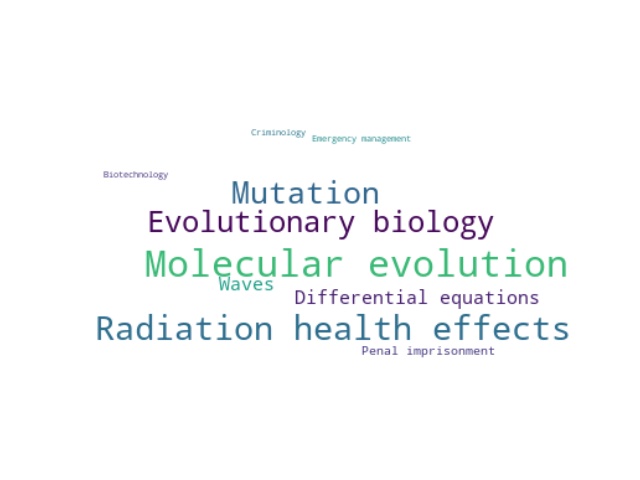 Criminology
Emergency management
Biotechnology
Mutation
Evolutionary biology
Molecular evolution
Waves
Differential equations
Radiation health effects
Penal imprisonment